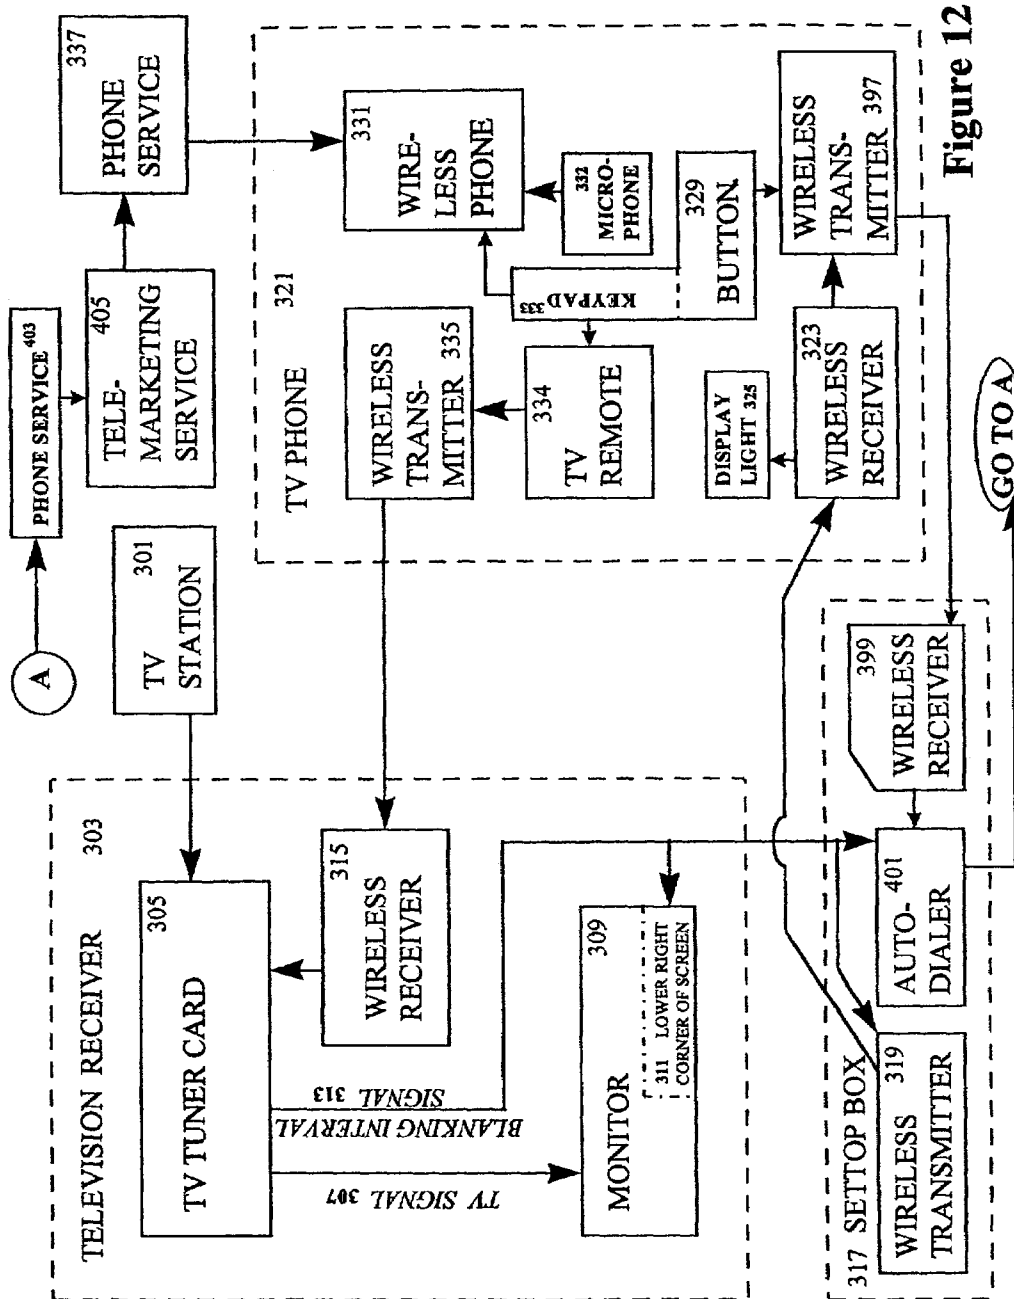 A
PHONE SERVICE 403
337
PHONE
SERVICE
405
TELE-
MARKETING
SERVICE
301
TV
STATION
TELEVISION RECEIVER 303
305
TV TUNER CARD
315
WIRELESS
RECEIVER
BLANKING INTERVAL
SIGNAL 313
TV SIGNAL 307
309
MONITOR
311 LOWER RIGHT
CORNER OF SCREEN
TV PHONE 321
331
WIRE-
LESS
PHONE
332
MICRO-
PHONE
KEYPAD 333
329
BUTTON
WIRELESS
TRANS-
MITTER 335
334
TV
REMOTE
DISPLAY
LIGHT 325
323
WIRELESS
RECEIVER
WIRELESS
TRANS-
MITTER 397
317 SETTOP BOX
319
WIRELESS
TRANSMITTER
AUTO- 401
DIALER
399
WIRELESS
RECEIVER
GO TO A
Figure 12